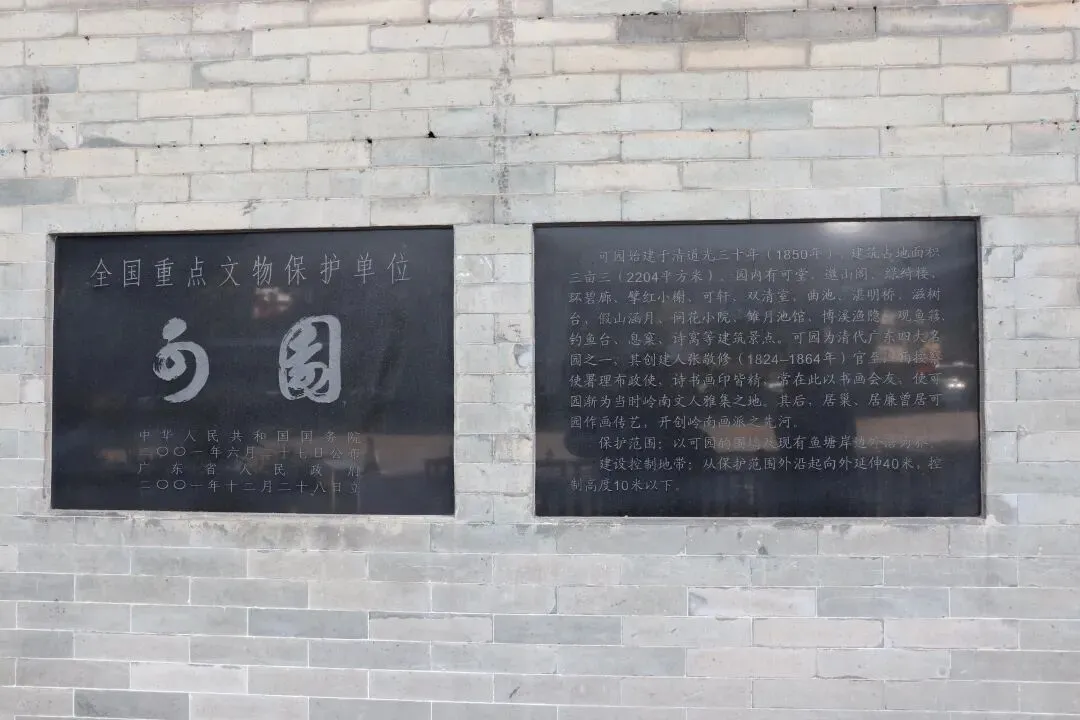 全国重点文物保护单位
可园
中华人民共和国国务院
二〇〇一年六月二十七日公布
广东省人民政府
二〇〇一年十二月二十八日立
可园始建于清道光三十年（1850年），建筑占地面积
三亩三（2204平方米）。园内有可堂、邀山阁、绿绮楼、
环碧廊、擘红小榭、可轩、双清室、曲池、湛明桥、滋树
台、假山涵月、问花小院、雏月池馆、博溪渔隐、观鱼簃、
钓鱼台、息窠、诗窝等建筑景点。可园为清代广东四大名
园之一，其创建人张敬修（1824—1864年）官至
使署理布政使，诗书画印皆精，常在此以书画会友，使可
园渐为当时岭南文人雅集之地。其后，居巢、居廉曾居可
园作画传艺，开创岭南画派之先河。
保护范围：以可园的围墙及现有鱼塘岸边外沿为界。
建设控制地带：从保护范围外沿起向外延伸40米，控
制高度10米以下。